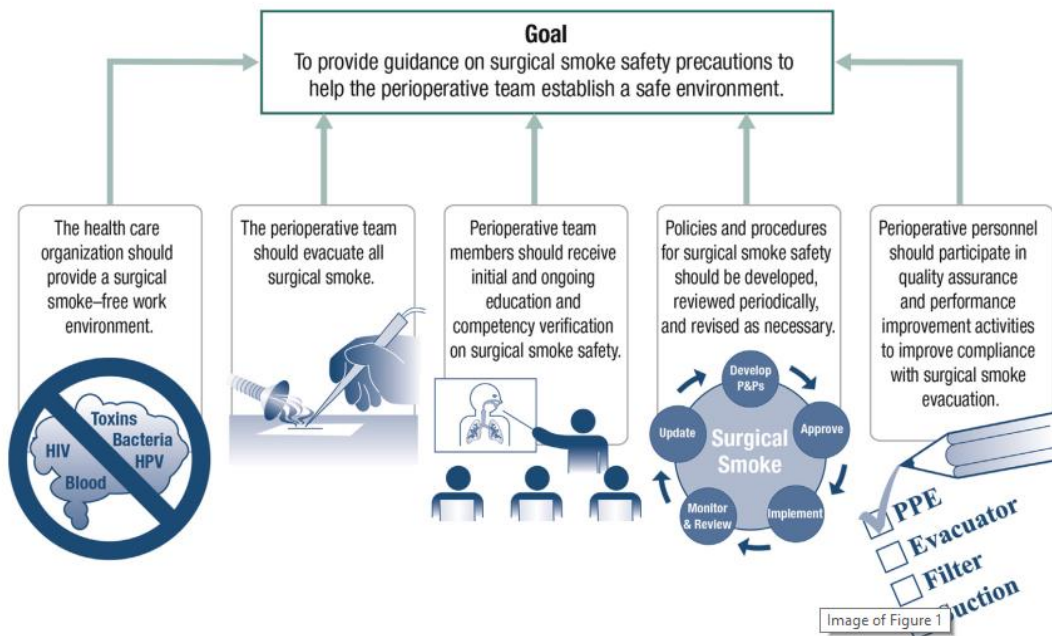 Goal
To provide guidance on surgical smoke safety precautions to
help the perioperative team establish a safe environment.
The health care
organization should
provide a surgical
smoke–free work
environment.
Toxins
HIV
Bacteria
HPV
Blood
The perioperative team
should evacuate all
surgical smoke.
Perioperative team
members should receive
initial and ongoing
education and
competency verification
on surgical smoke safety.
Policies and procedures
for surgical smoke safety
should be developed,
reviewed periodically,
and revised as necessary.
Develop
P&Ps
Approve
Implement
Monitor
& Review
Update
Surgical
Smoke
Perioperative personnel
should participate in
quality assurance
and performance
improvement activities
to improve compliance
with surgical smoke
evacuation.
PPE
Evacuator
Filter
Suction
Image of Figure 1